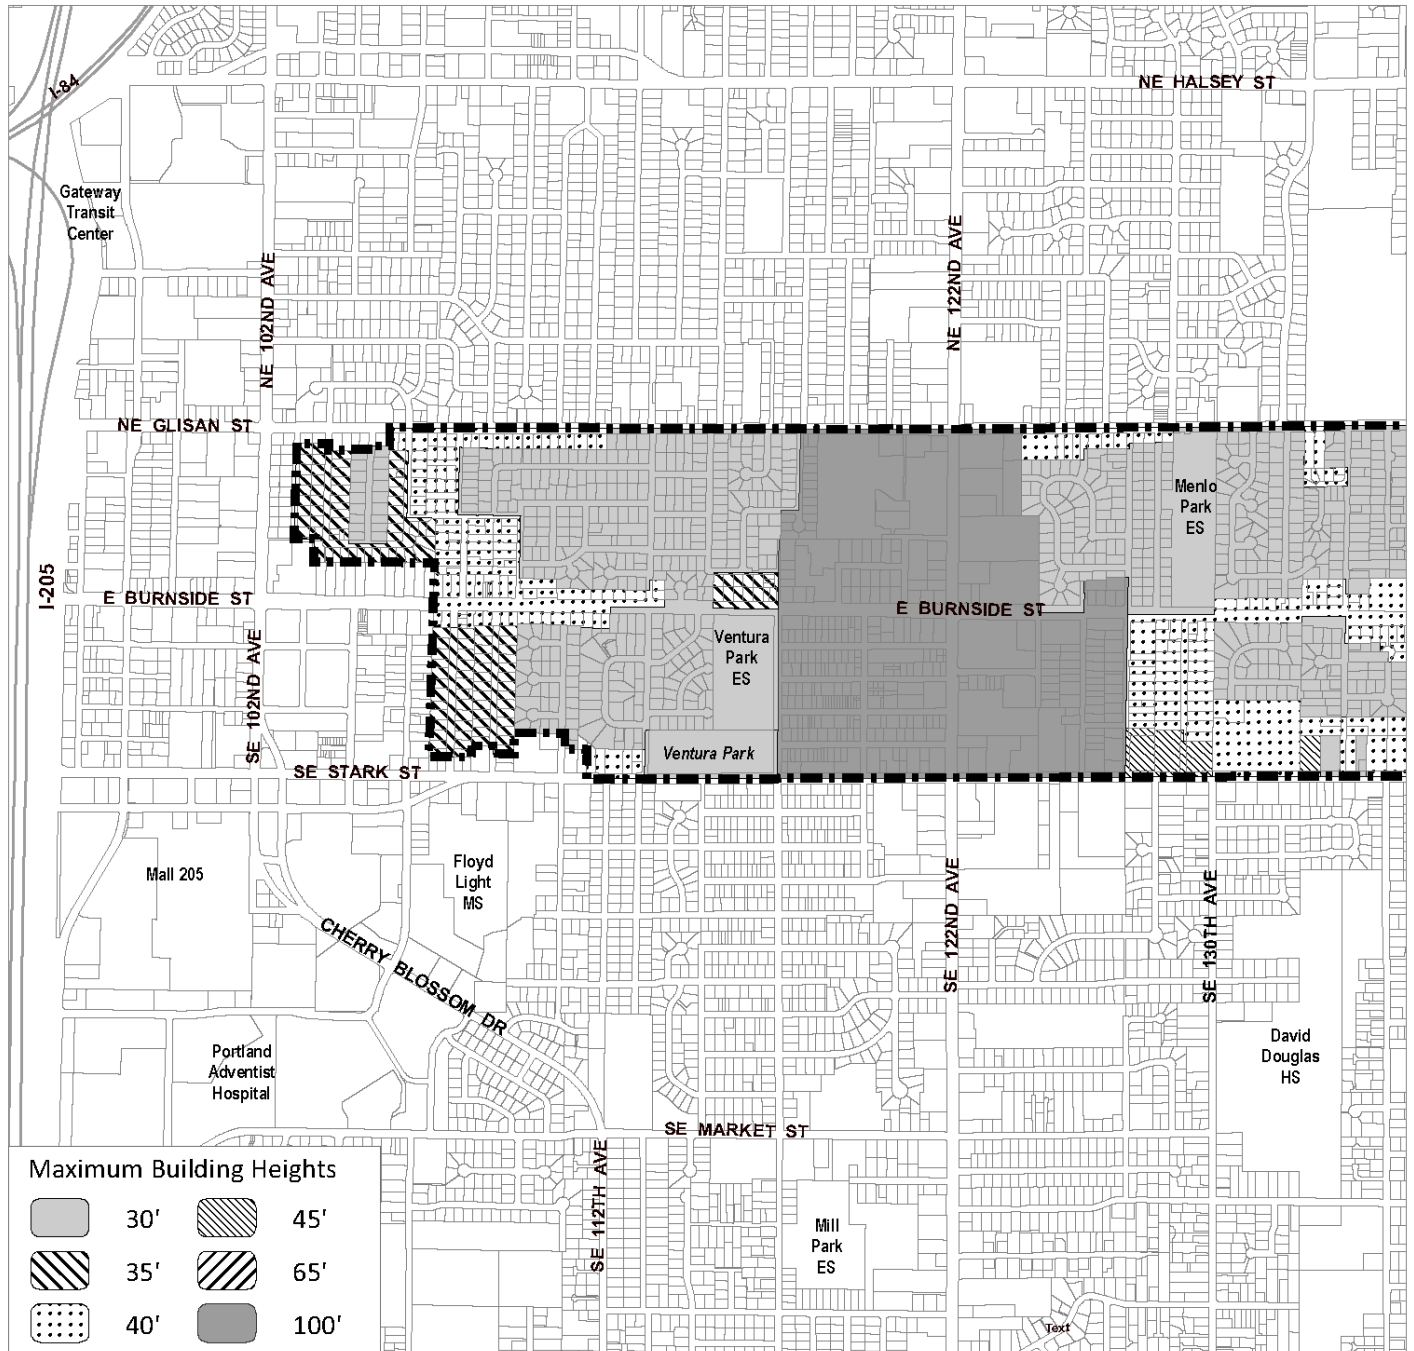 I-84
NE HALSEY ST
Gateway
Transit
Center
NE 102ND AVE
NE 122ND AVE
NE GLISAN ST
Menlo
Park
ES
I-205
E BURNSIDE ST
E BURNSIDE ST
SE 102ND AVE
Ventura
Park
ES
Ventura Park
SE STARK ST
Mall 205
Floyd
Light
MS
SE 122ND AVE
SE 130TH AVE
CHERRY BLOSSOM DR
Portland
Adventist
Hospital
David
Douglas
HS
SE MARKET ST
SE 112TH AVE
Mill
Park
ES
Text
Maximum Building Heights
30' 45'
35' 65'
40' 100'